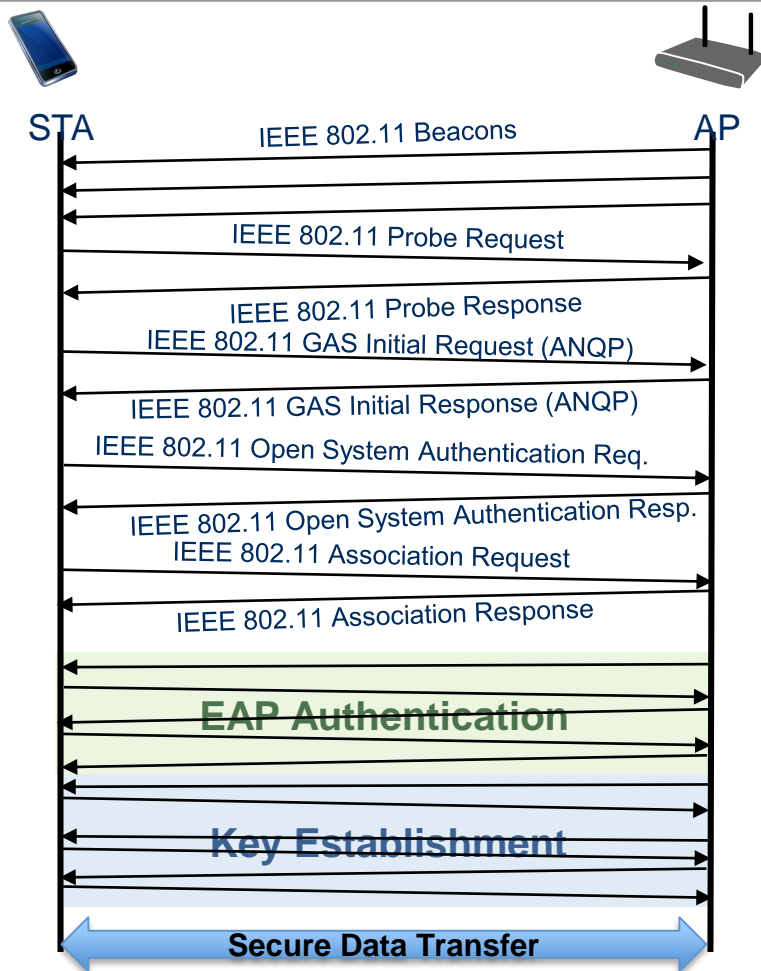 STA
AP
IEEE 802.11 Beacons
IEEE 802.11 Probe Request
IEEE 802.11 Probe Response
IEEE 802.11 GAS Initial Request (ANQP)
IEEE 802.11 GAS Initial Response (ANQP)
IEEE 802.11 Open System Authentication Req.
IEEE 802.11 Open System Authentication Resp.
IEEE 802.11 Association Request
IEEE 802.11 Association Response
EAP Authentication
Key Establishment
Secure Data Transfer